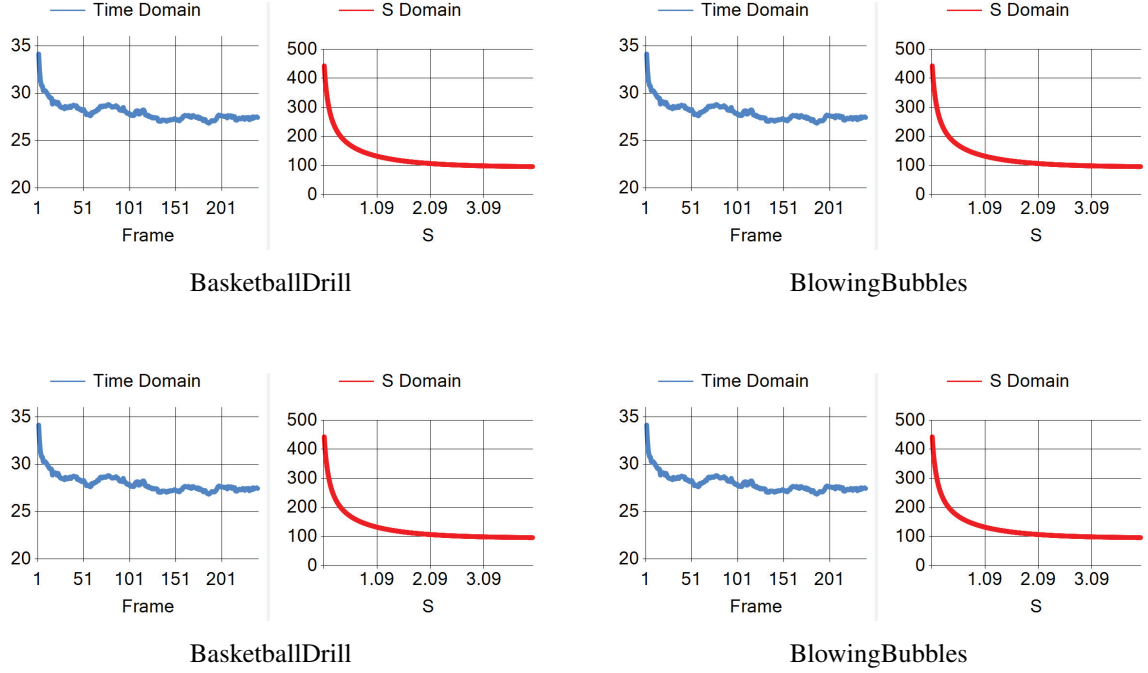 Time Domain S Domain Time Domain S Domain
35 500 35 500
400 400
30 300 30 300
25 200 25 200
100 100
20 0 20 0
1 51 101 151 201 1.09 2.09 3.09 1 51 101 151 201 1.09 2.09 3.09
Frame S Frame S
BasketballDrill BlowingBubbles
Time Domain S Domain Time Domain S Domain
35 500 35 500
400 400
30 300 30 300
25 200 25 200
100 100
20 0 20 0
1 51 101 151 201 1.09 2.09 3.09 1 51 101 151 201 1.09 2.09 3.09
Frame S Frame S
BasketballDrill BlowingBubbles